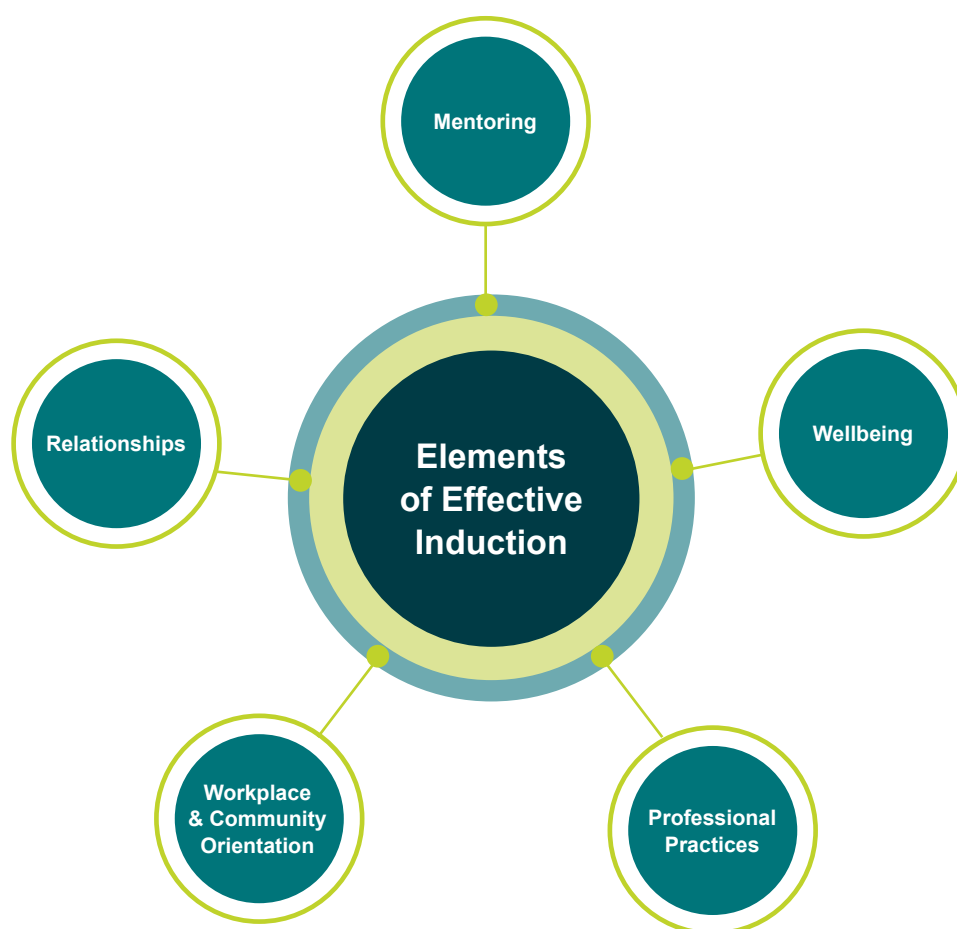 Mentoring
Relationships
Wellbeing
Elements
of Effective
Induction
Workplace
& Community
Orientation
Professional
Practices